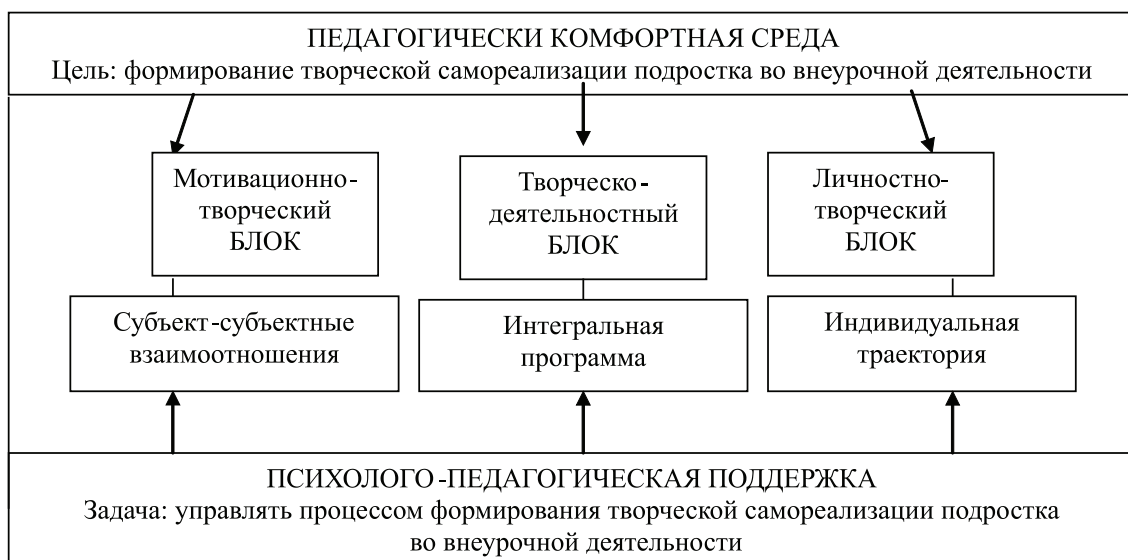 ПЕДАГОГИЧЕСКИ КОМФОРТНАЯ СРЕДА
Цель: формирование творческой самореализации подростка во внеурочной деятельности
Мотивационно-
творческий
БЛОК
Творческо-
деятельностный
БЛОК
Личностно-
творческий
БЛОК
Субъект-субъектные
взаимоотношения
Интегральная
программа
Индивидуальная
траектория
ПСИХОЛОГО-ПЕДАГОГИЧЕСКАЯ ПОДДЕРЖКА
Задача: управлять процессом формирования творческой самореализации подростка
во внеурочной деятельности